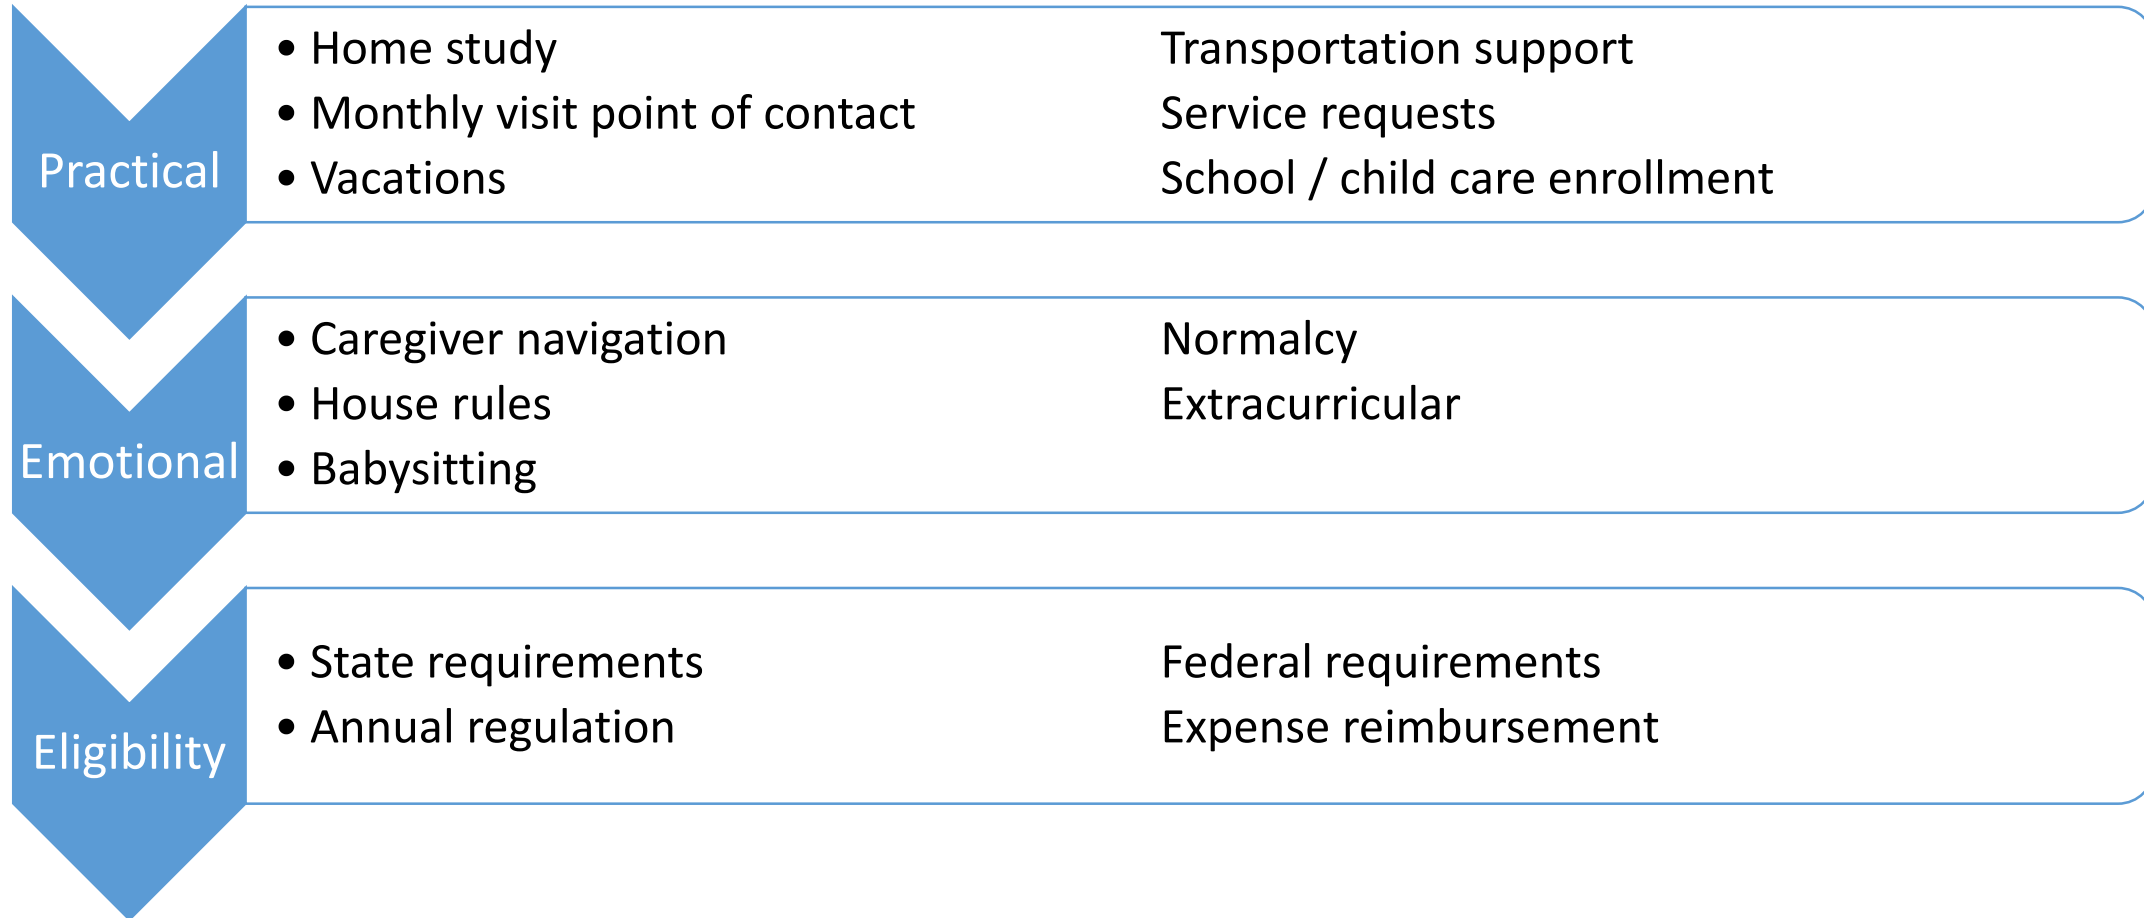 Practical
• Home study Transportation support
• Monthly visit point of contact Service requests
• Vacations School / child care enrollment
Emotional
• Caregiver navigation Normalcy
• House rules Extracurricular
• Babysitting
Eligibility
• State requirements Federal requirements
• Annual regulation Expense reimbursement